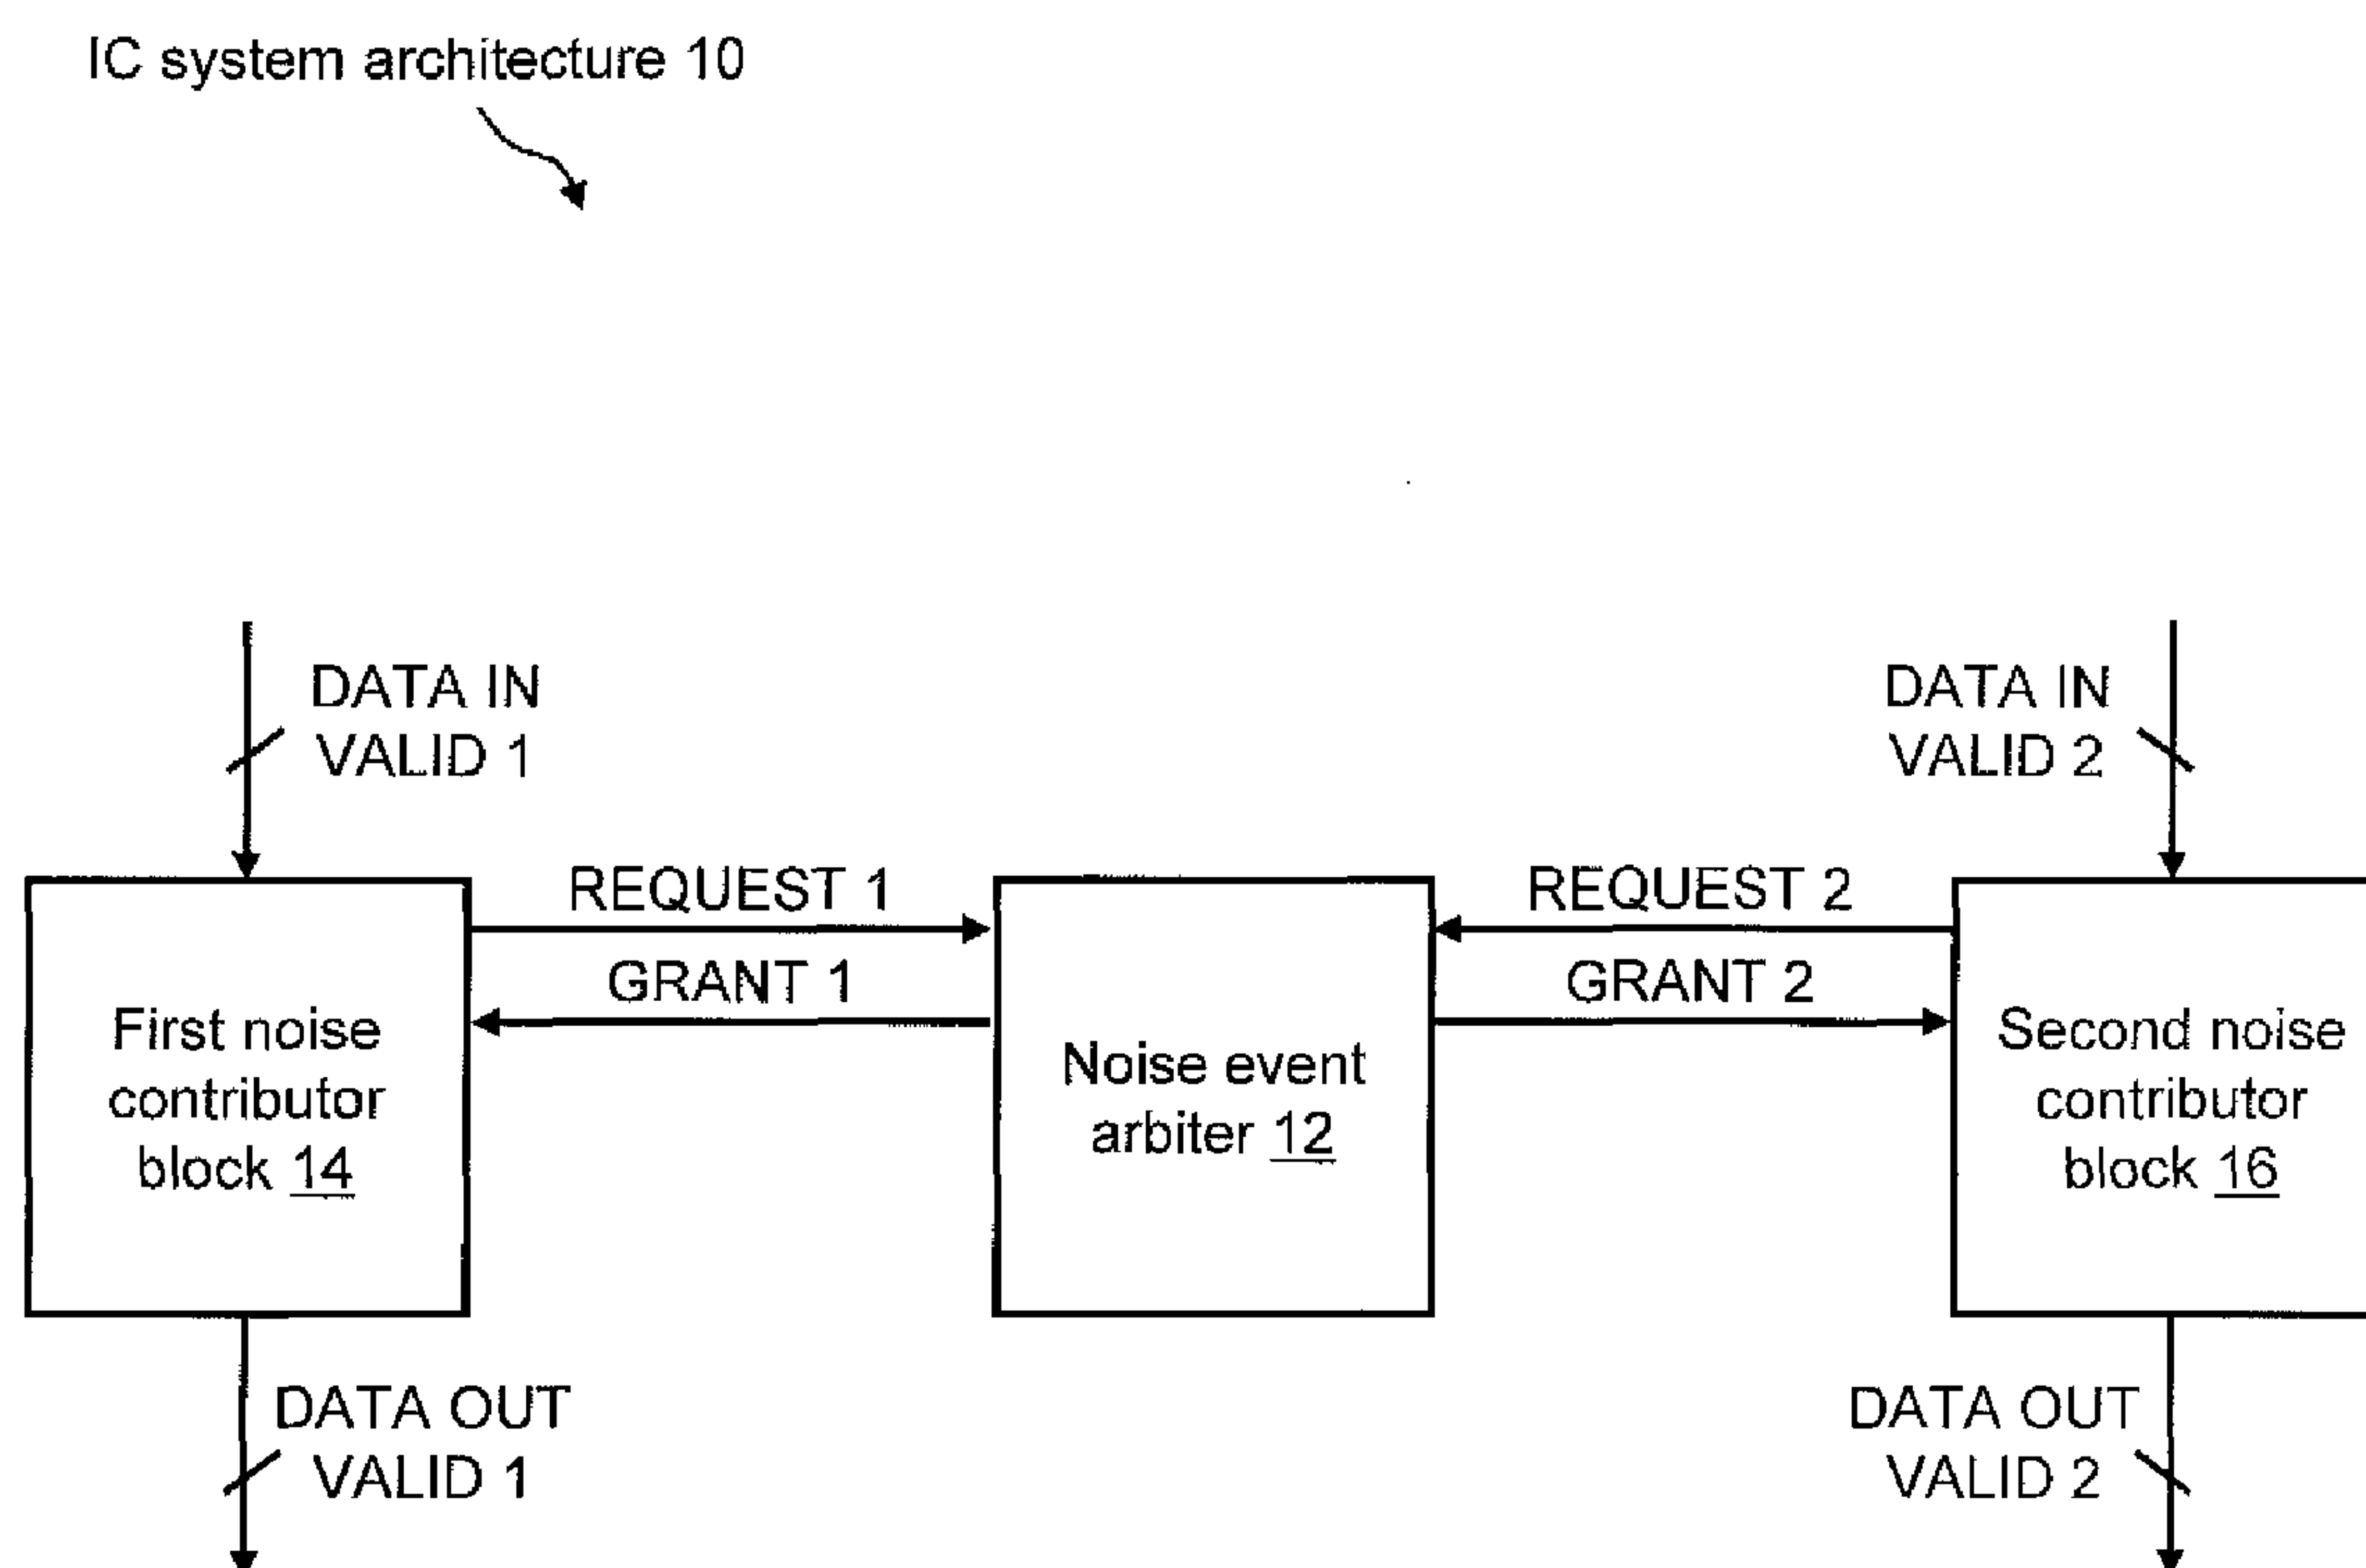 IC system architecture 10
DATA IN
VALID 1
DATA IN
VALID 2
REQUEST 1
GRANT 1
REQUEST 2
GRANT 2
First noise
contributor
block 14
Noise event
arbiter 12
Second noise
contributor
block 16
DATA OUT
VALID 1
DATA OUT
VALID 2